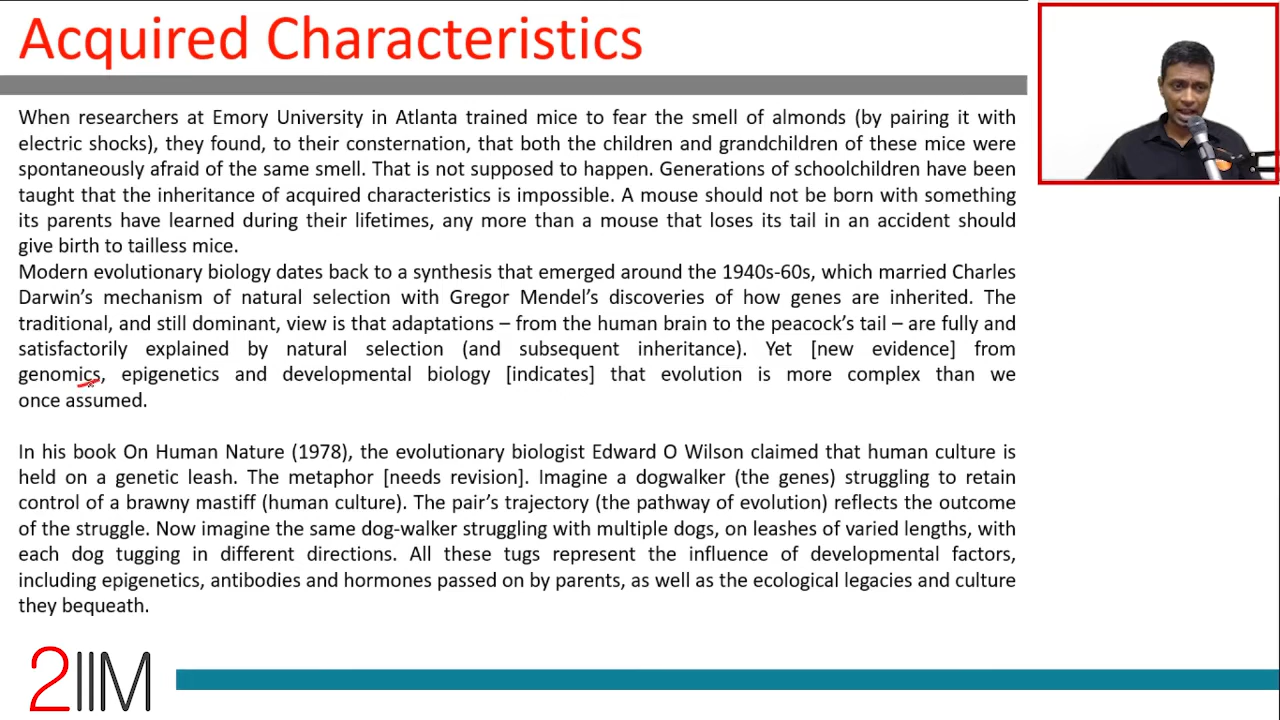 Acquired Characteristics
When researchers at Emory University in Atlanta trained mice to fear the smell of almonds (by pairing it with
electric shocks), they found, to their consternation, that both the children and grandchildren of these mice were
spontaneously afraid of the same smell. That is not supposed to happen. Generations of schoolchildren have been
taught that the inheritance of acquired characteristics is impossible. A mouse should not be born with something
its parents have learned during their lifetimes, any more than a mouse that loses its tail in an accident should
give birth to tailless mice.
Modern evolutionary biology dates back to a synthesis that emerged around the 1940s-60s, which married Charles
Darwin’s mechanism of natural selection with Gregor Mendel’s discoveries of how genes are inherited. The
traditional, and still dominant, view is that adaptations – from the human brain to the peacock’s tail – are fully and
satisfactorily explained by natural selection (and subsequent inheritance). Yet [new evidence] from
genomics, epigenetics and developmental biology [indicates] that evolution is more complex than we
once assumed.
In his book On Human Nature (1978), the evolutionary biologist Edward O Wilson claimed that human culture is
held on a genetic leash. The metaphor [needs revision]. Imagine a dogwalker (the genes) struggling to retain
control of a brawny mastiff (human culture). The pair’s trajectory (the pathway of evolution) reflects the outcome
of the struggle. Now imagine the same dog-walker struggling with multiple dogs, on leashes of varied lengths, with
each dog tugging in different directions. All these tugs represent the influence of developmental factors,
including epigenetics, antibodies and hormones passed on by parents, as well as the ecological legacies and culture
they bequeath.
2IIM